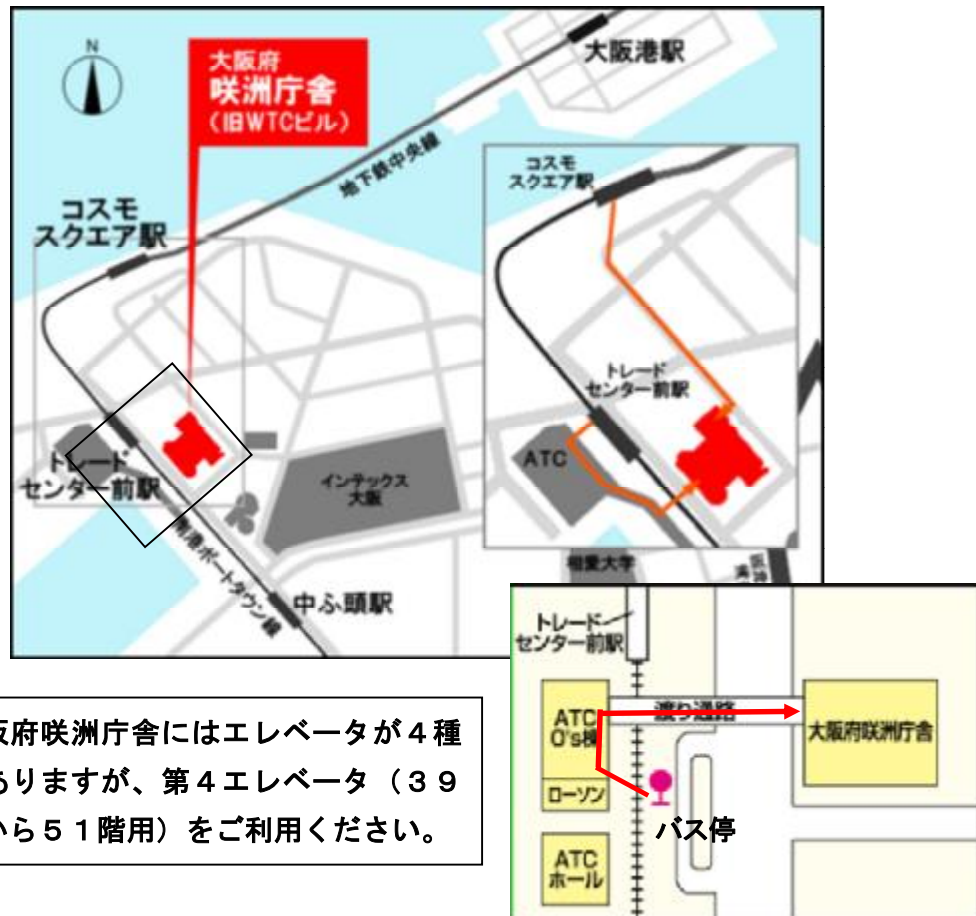 N
大阪府
咲洲庁舎
（旧WTCビル）
大阪港駅
地下鉄中央線
コスモ
スクエア駅
トレード
センター前駅
インテックス
大阪
南港ポートタウン線
中ふ頭駅
コスモ
スクエア駅
トレード
センター前駅
ATC
相愛大学
トレード
センター前駅
ATC
O's棟
渡り通路
大阪府咲洲庁舎
ローソン
バス停
ATC
ホール
阪府咲洲庁舎にはエレベータが４種
ありますが、第４エレベータ（３９
から５１階用）をご利用ください。